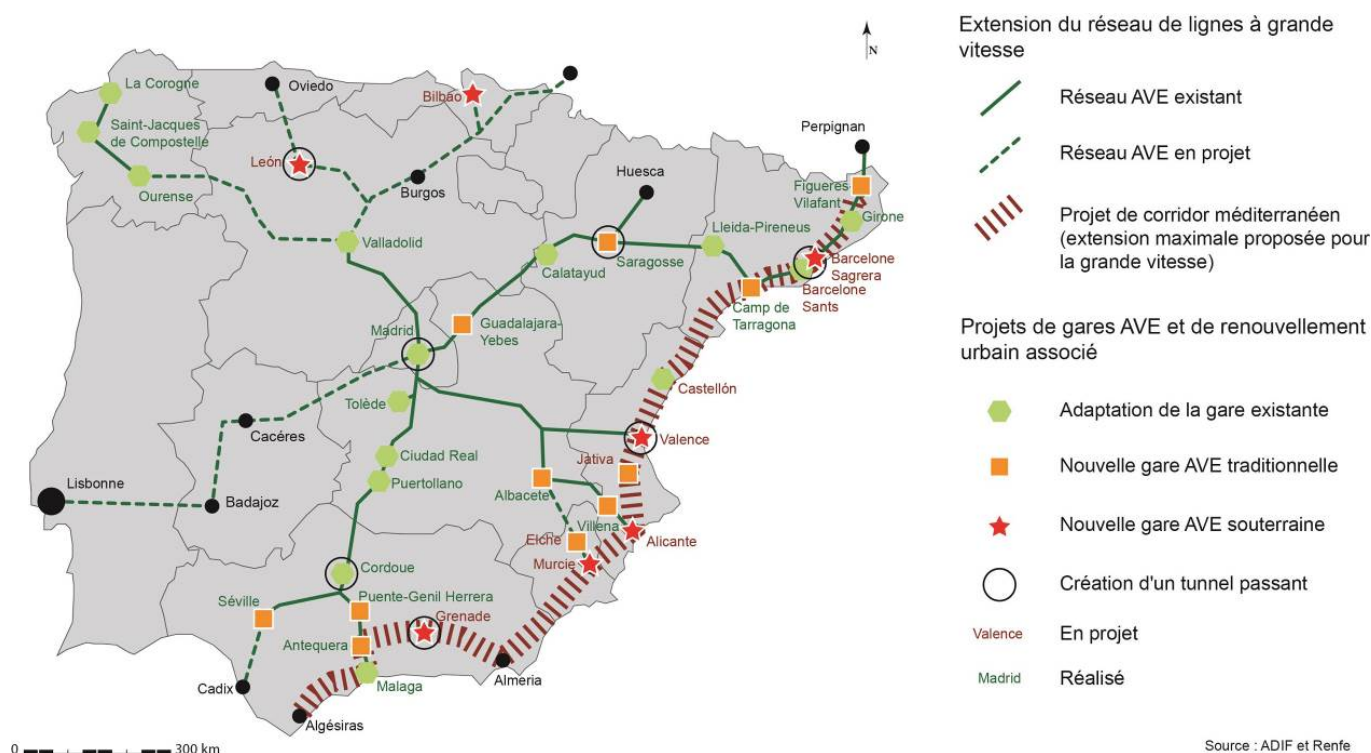 N
La Corogne
Oviedo
Bilbao
Saint-Jacques
de Compostelle
León
Ourense
Burgos
Perpignan
Huesca
Figueres
Vilafant
Girone
Valladolid
Lleida-Pireneus
Calatayud
Saragosse
Barcelone
Sagrera
Barcelone
Sants
Camp de
Tarragona
Madrid
Guadalajara-
Yebes
Castellón
Tolède
Cacéres
Valence
Ciudad Real
Játiva
Lisbonne
Puertollano
Albacete
Badajoz
Villena
Elche
Alicante
Murcie
Cordoue
Séville
Puente-Genil Herrera
Grenade
Antequera
Malaga
Alméria
Cadix
Algésiras
0
300 km
Extension du réseau de lignes à grande
vitesse
Réseau AVE existant
Réseau AVE en projet
Projet de corridor méditerranéen
(extension maximale proposée pour
la grande vitesse)
Projets de gares AVE et de renouvellement
urbain associé
Adaptation de la gare existante
Nouvelle gare AVE traditionnelle
Nouvelle gare AVE souterraine
Création d'un tunnel passant
Valence En projet
Madrid Réalisé
Source : ADIF et Renfe